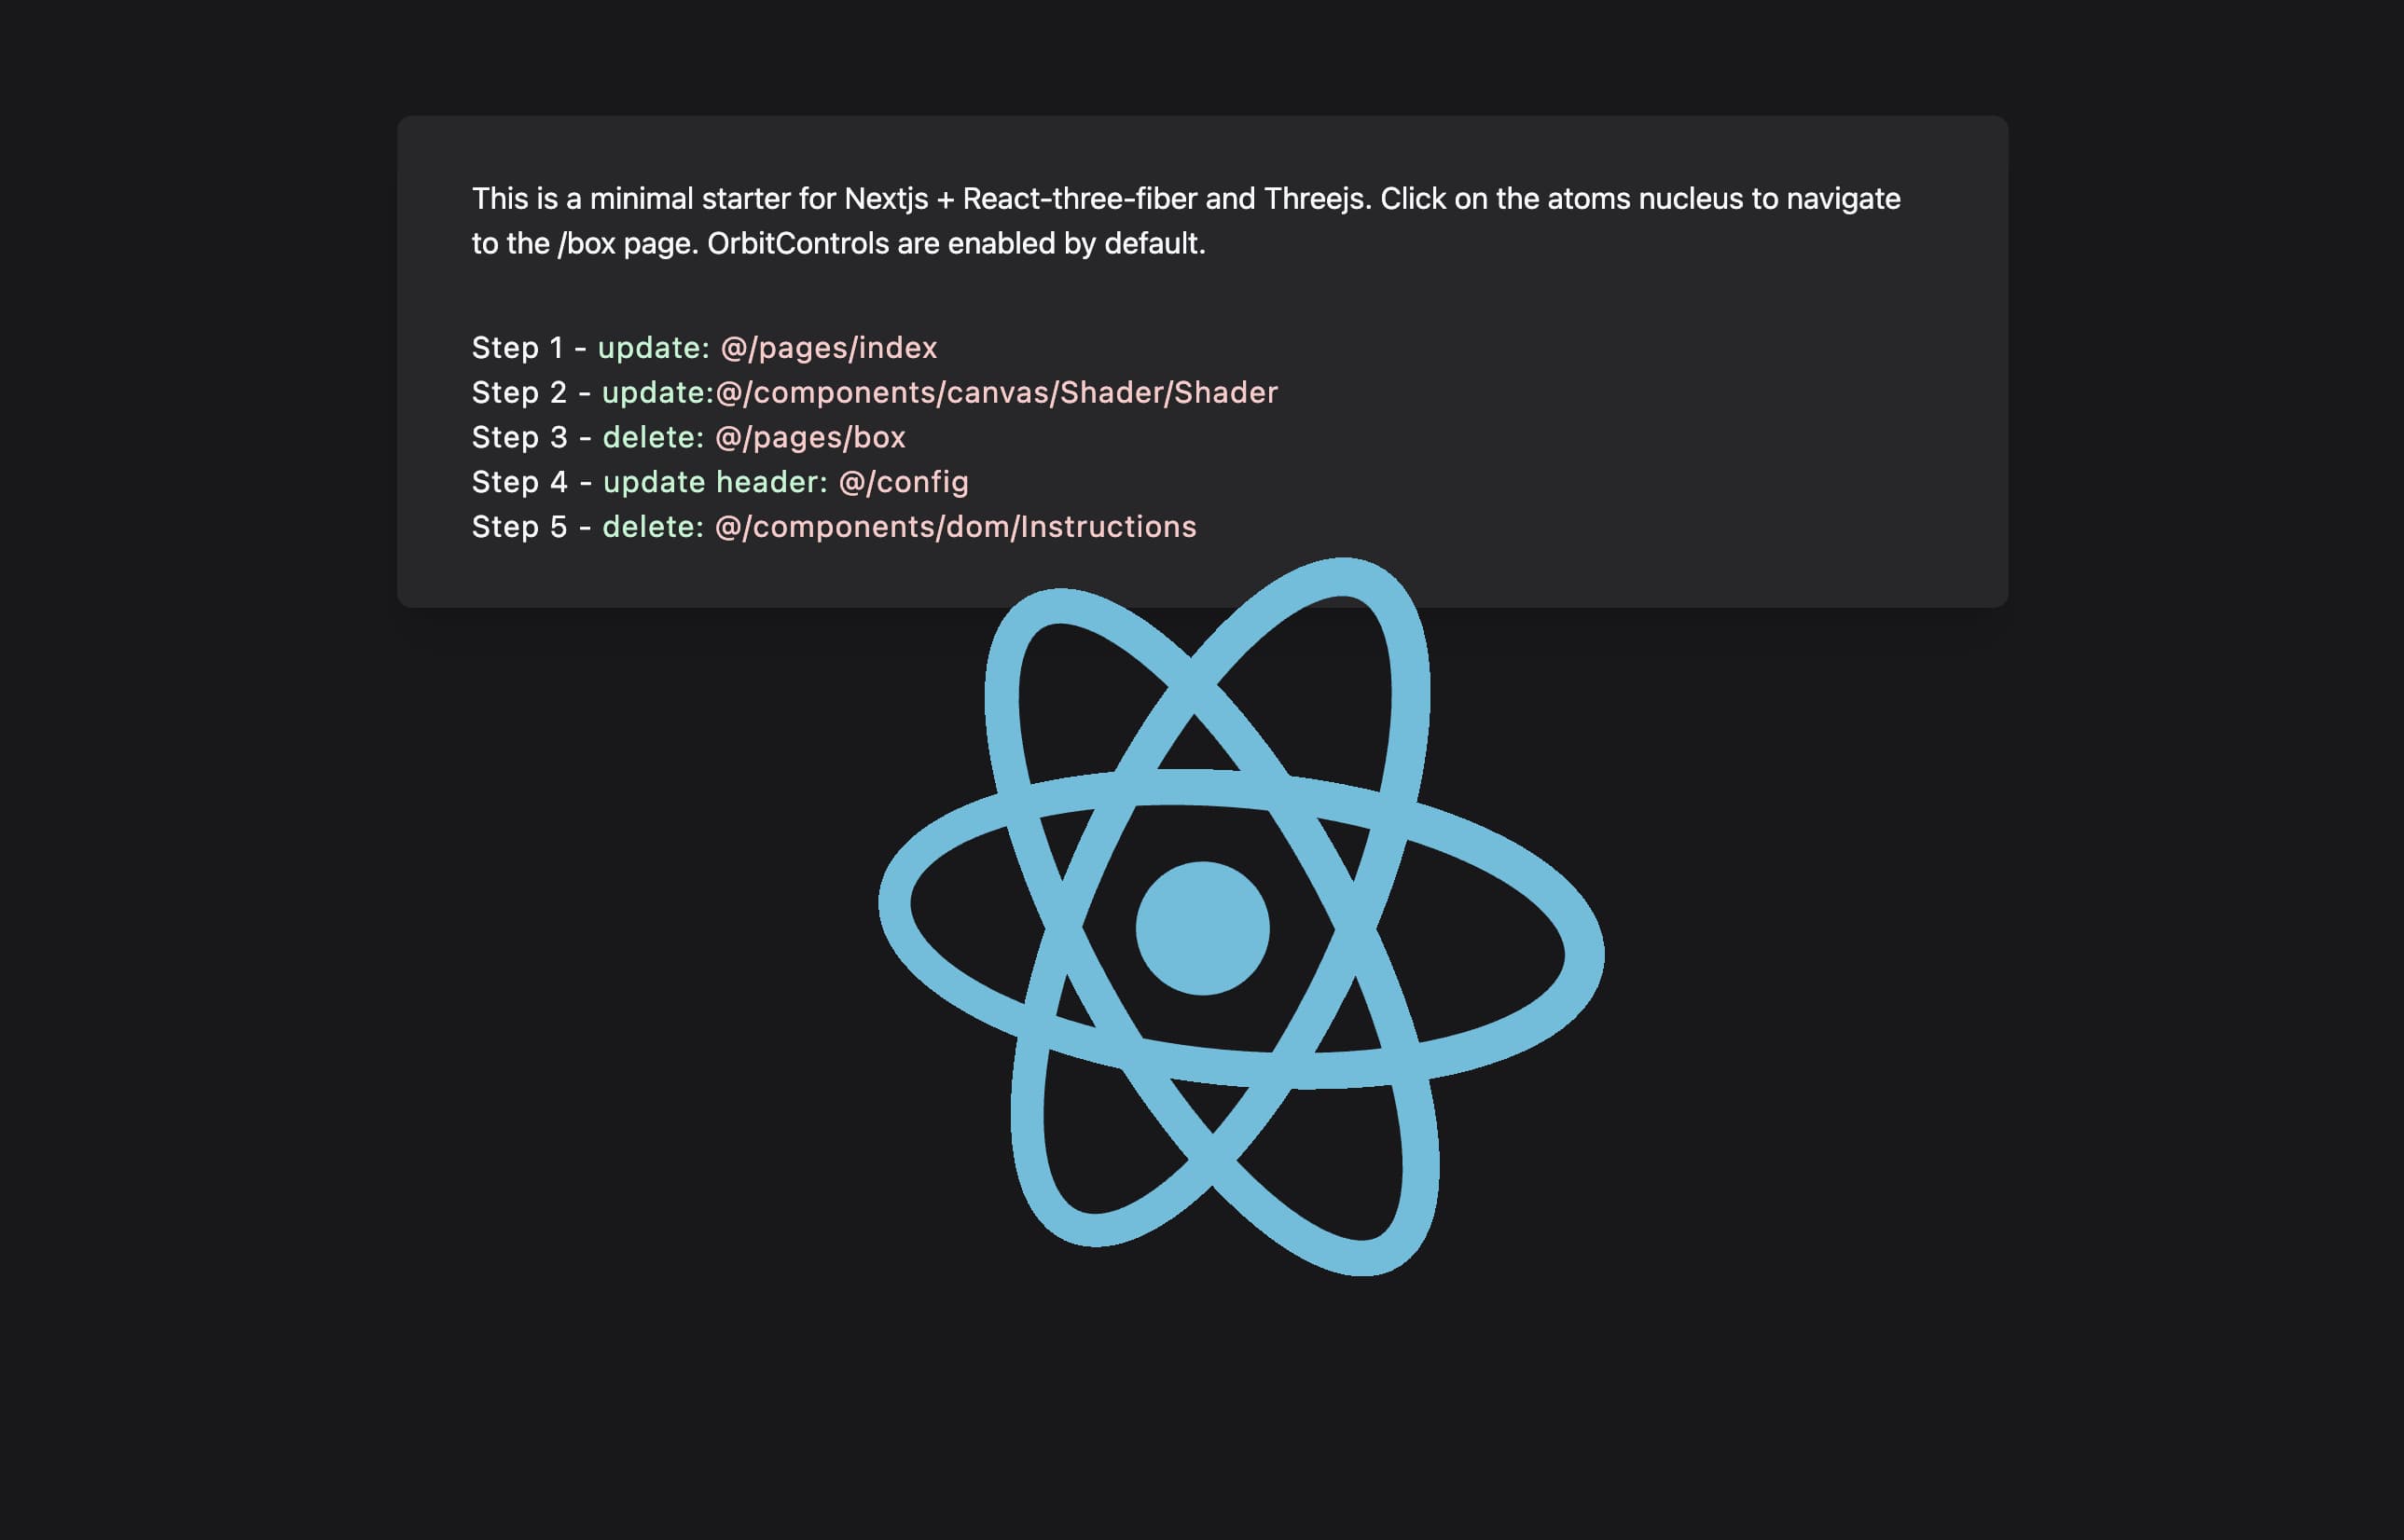 This is a minimal starter for Nextjs + React-three-fiber and Threejs. Click on the atoms nucleus to navigate
to the /box page. OrbitControls are enabled by default.
Step 1 - update: @/pages/index
Step 2 - update:@/components/canvas/Shader/Shader
Step 3 - delete: @/pages/box
Step 4 - update header: @/config
Step 5 - delete: @/components/dom/Instructions